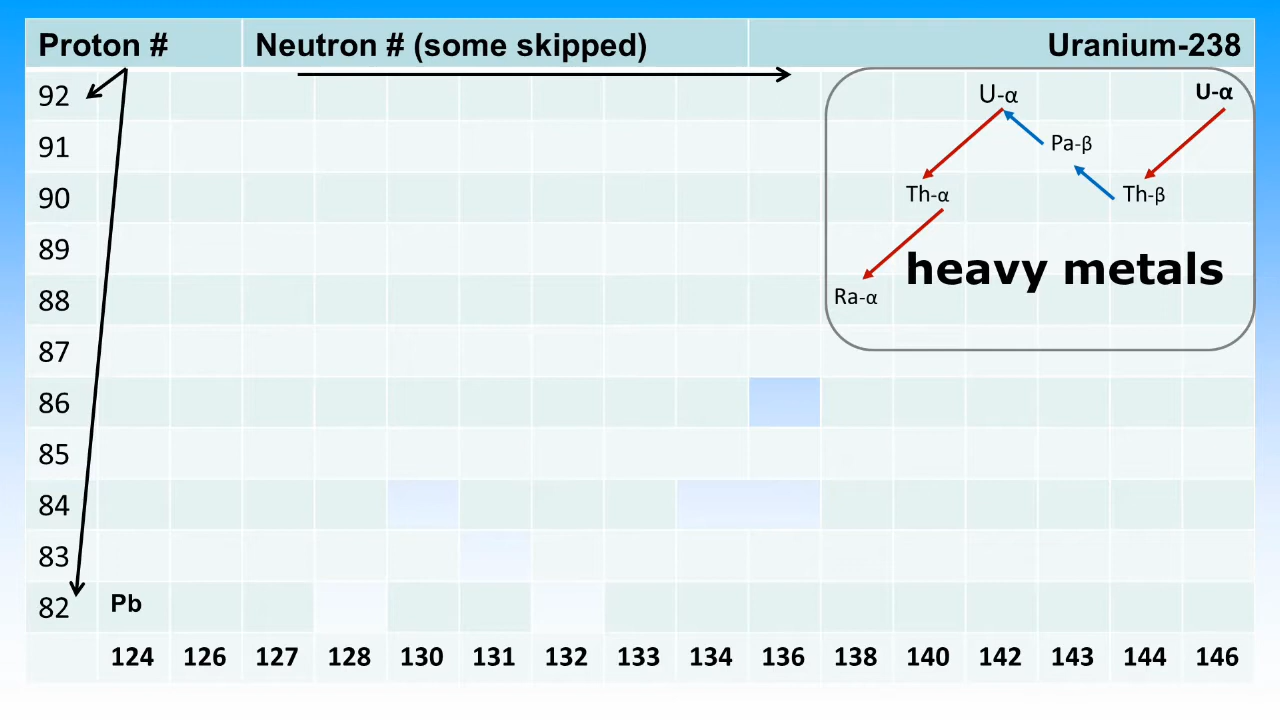 Proton # Neutron # (some skipped) Uranium-238
92 U-α U-α
91 Pa-β
90 Th-α Th-β
89
heavy metals
88 Ra-α
87
86
85
84
83
82 Pb
124 126 127 128 130 131 132 133 134 136 138 140 142 143 144 146